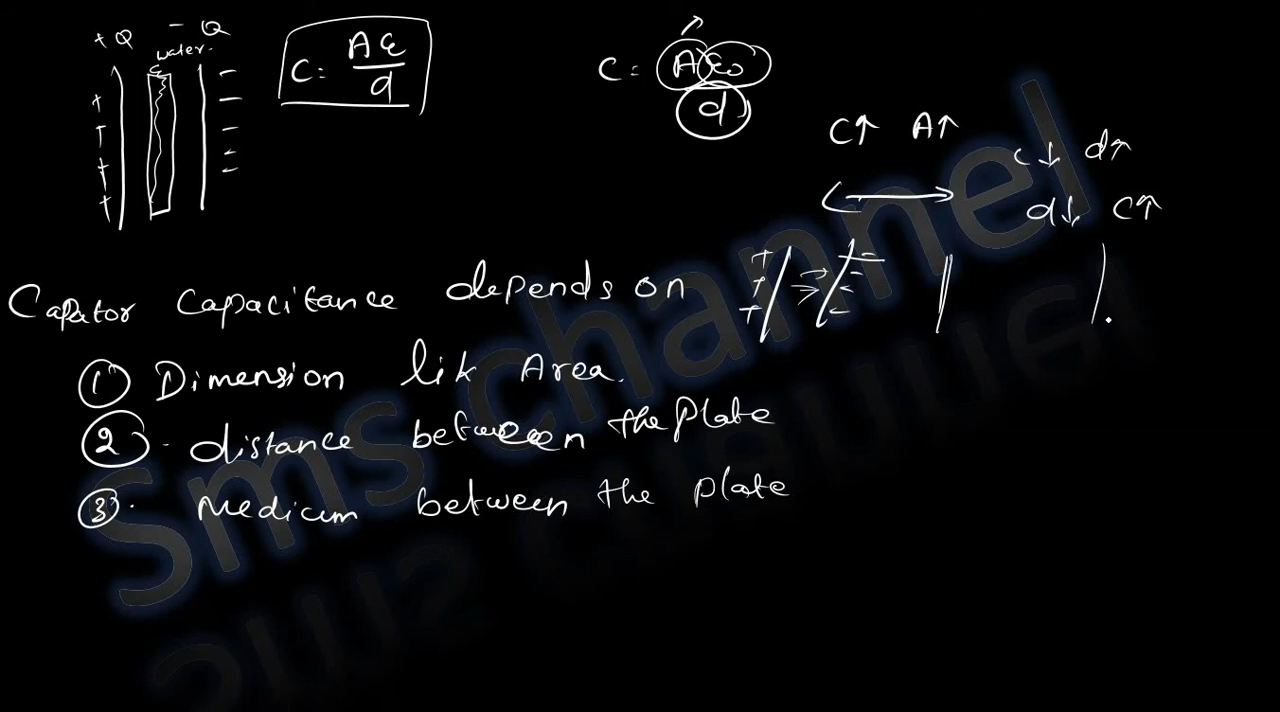 + Q - Q
water.
C = Aε/d
C = Aε₀/d
C↑ A↑
C↓ d↑
d↓ C↑
Capator Capacitance depends on
① Dimension lik Area.
②. distance between the Plate
③. Medium between the plate
Sms channel